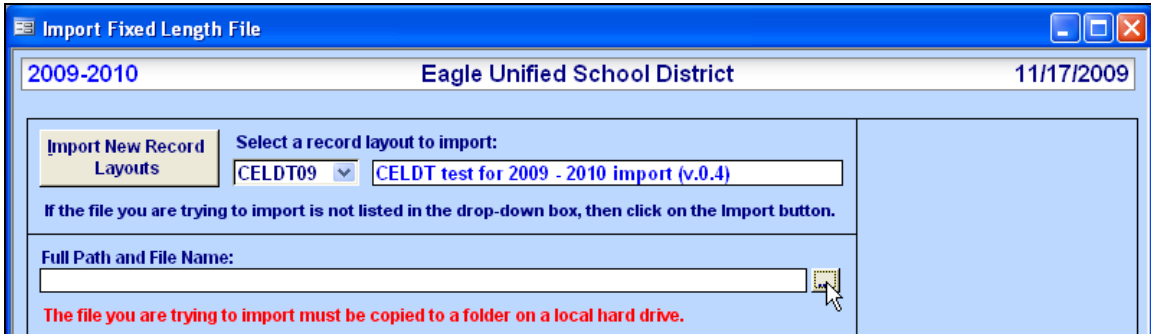 Import Fixed Length File
2009-2010 Eagle Unified School District 11/17/2009
Import New Record
Layouts
Select a record layout to import:
CELDT09 CELDT test for 2009 - 2010 import (v.0.4)
If the file you are trying to import is not listed in the drop-down box, then click on the Import button.
Full Path and File Name:
...
The file you are trying to import must be copied to a folder on a local hard drive.